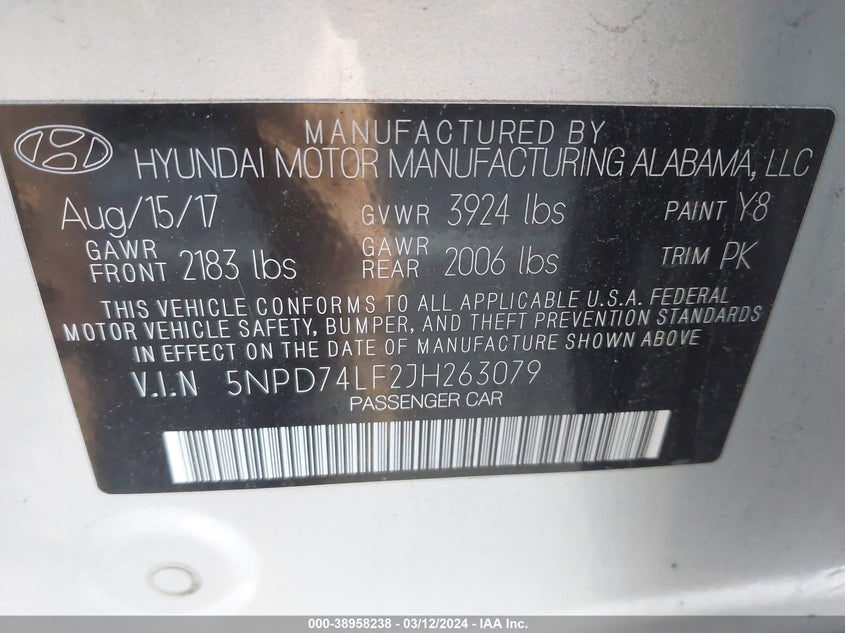 MANUFACTURED BY
HYUNDAI MOTOR MANUFACTURING ALABAMA, LLC
Aug/15/17 GVWR 3924 lbs PAINT Y8
GAWR FRONT 2183 lbs GAWR REAR 2006 lbs TRIM PK
THIS VEHICLE CONFORMS TO ALL APPLICABLE U.S.A. FEDERAL
MOTOR VEHICLE SAFETY, BUMPER, AND THEFT PREVENTION STANDARDS
IN EFFECT ON THE DATE OF MANUFACTURE SHOWN ABOVE
V.I.N 5NPD74LF2JH263079
PASSENGER CAR
000-38958238 - 03/12/2024 - IAA Inc.